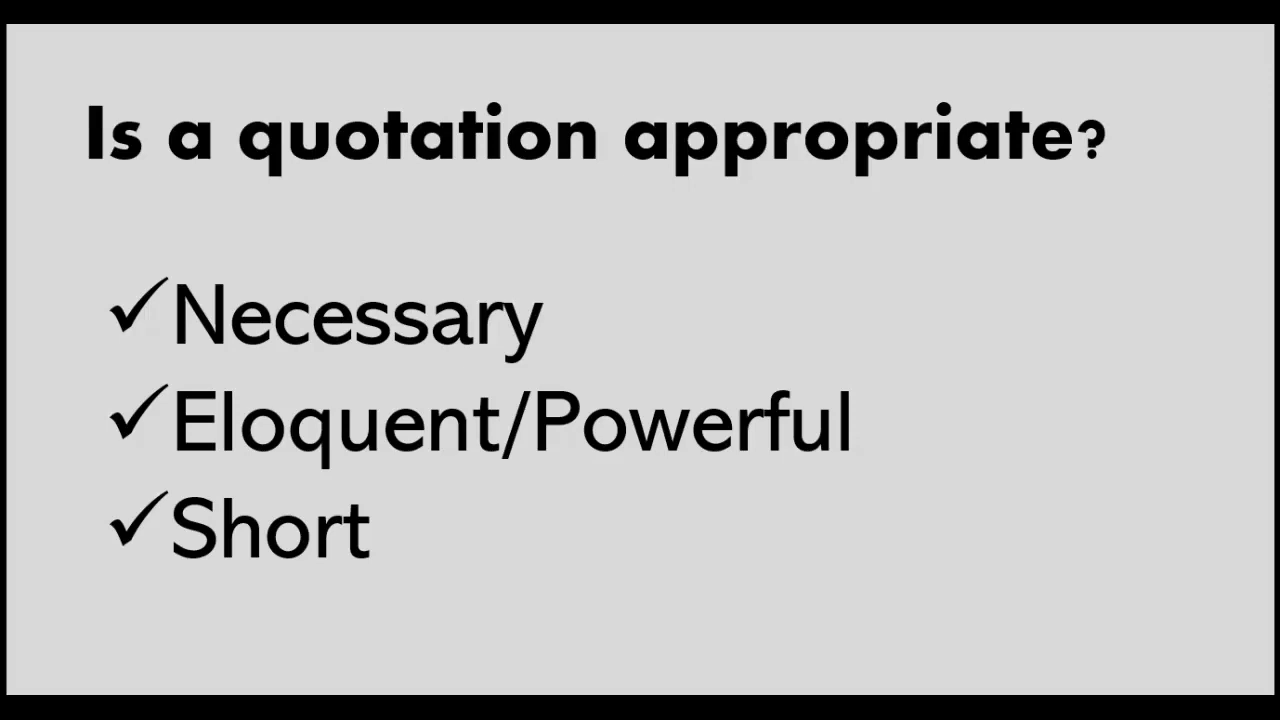 Is a quotation appropriate?
✓Necessary
✓Eloquent/Powerful
✓Short